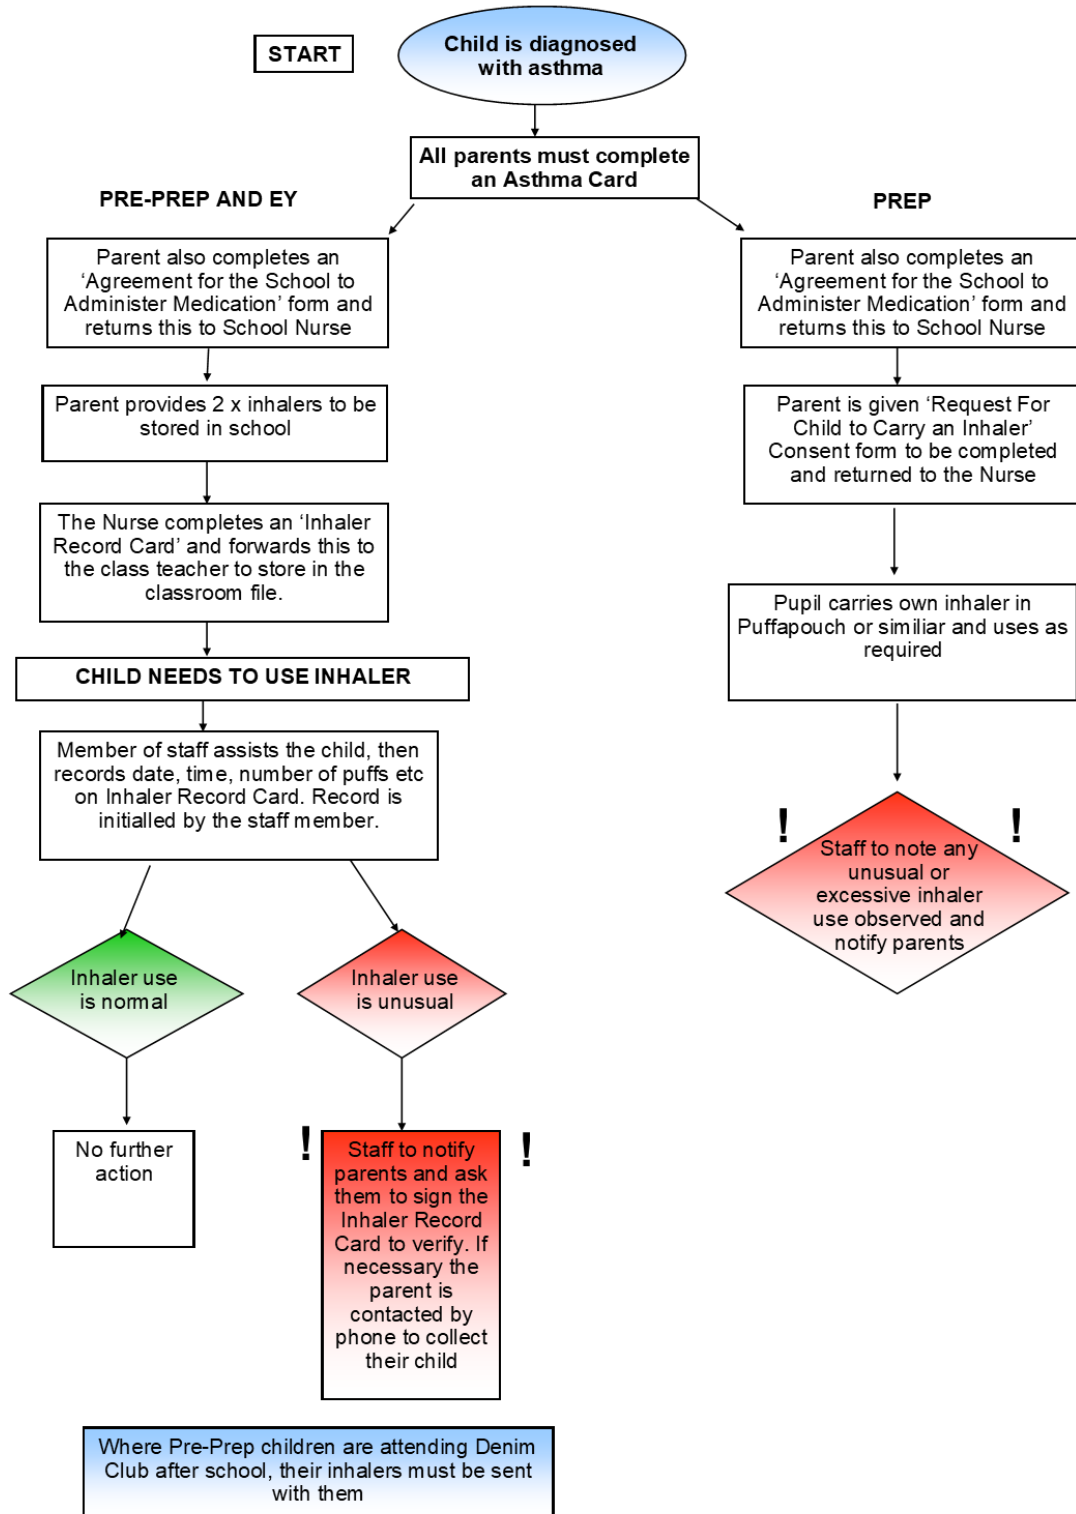 START
Child is diagnosed
with asthma
All parents must complete
an Asthma Card
PRE-PREP AND EY
PREP
Parent also completes an
‘Agreement for the School to
Administer Medication’ form and
returns this to School Nurse
Parent provides 2 x inhalers to be
stored in school
The Nurse completes an ‘Inhaler
Record Card’ and forwards this to
the class teacher to store in the
classroom file.
CHILD NEEDS TO USE INHALER
Member of staff assists the child, then
records date, time, number of puffs etc
on Inhaler Record Card. Record is
initialled by the staff member.
Inhaler use
is normal
Inhaler use
is unusual
No further
action
!
Staff to notify
parents and ask
them to sign the
Inhaler Record
Card to verify. If
necessary the
parent is
contacted by
phone to collect
their child
!
Parent also completes an
‘Agreement for the School to
Administer Medication’ form and
returns this to School Nurse
Parent is given ‘Request For
Child to Carry an Inhaler’
Consent form to be completed
and returned to the Nurse
Pupil carries own inhaler in
Puffapouch or similiar and uses as
required
!
Staff to note any
unusual or
excessive inhaler
use observed and
notify parents
!
Where Pre-Prep children are attending Denim
Club after school, their inhalers must be sent
with them